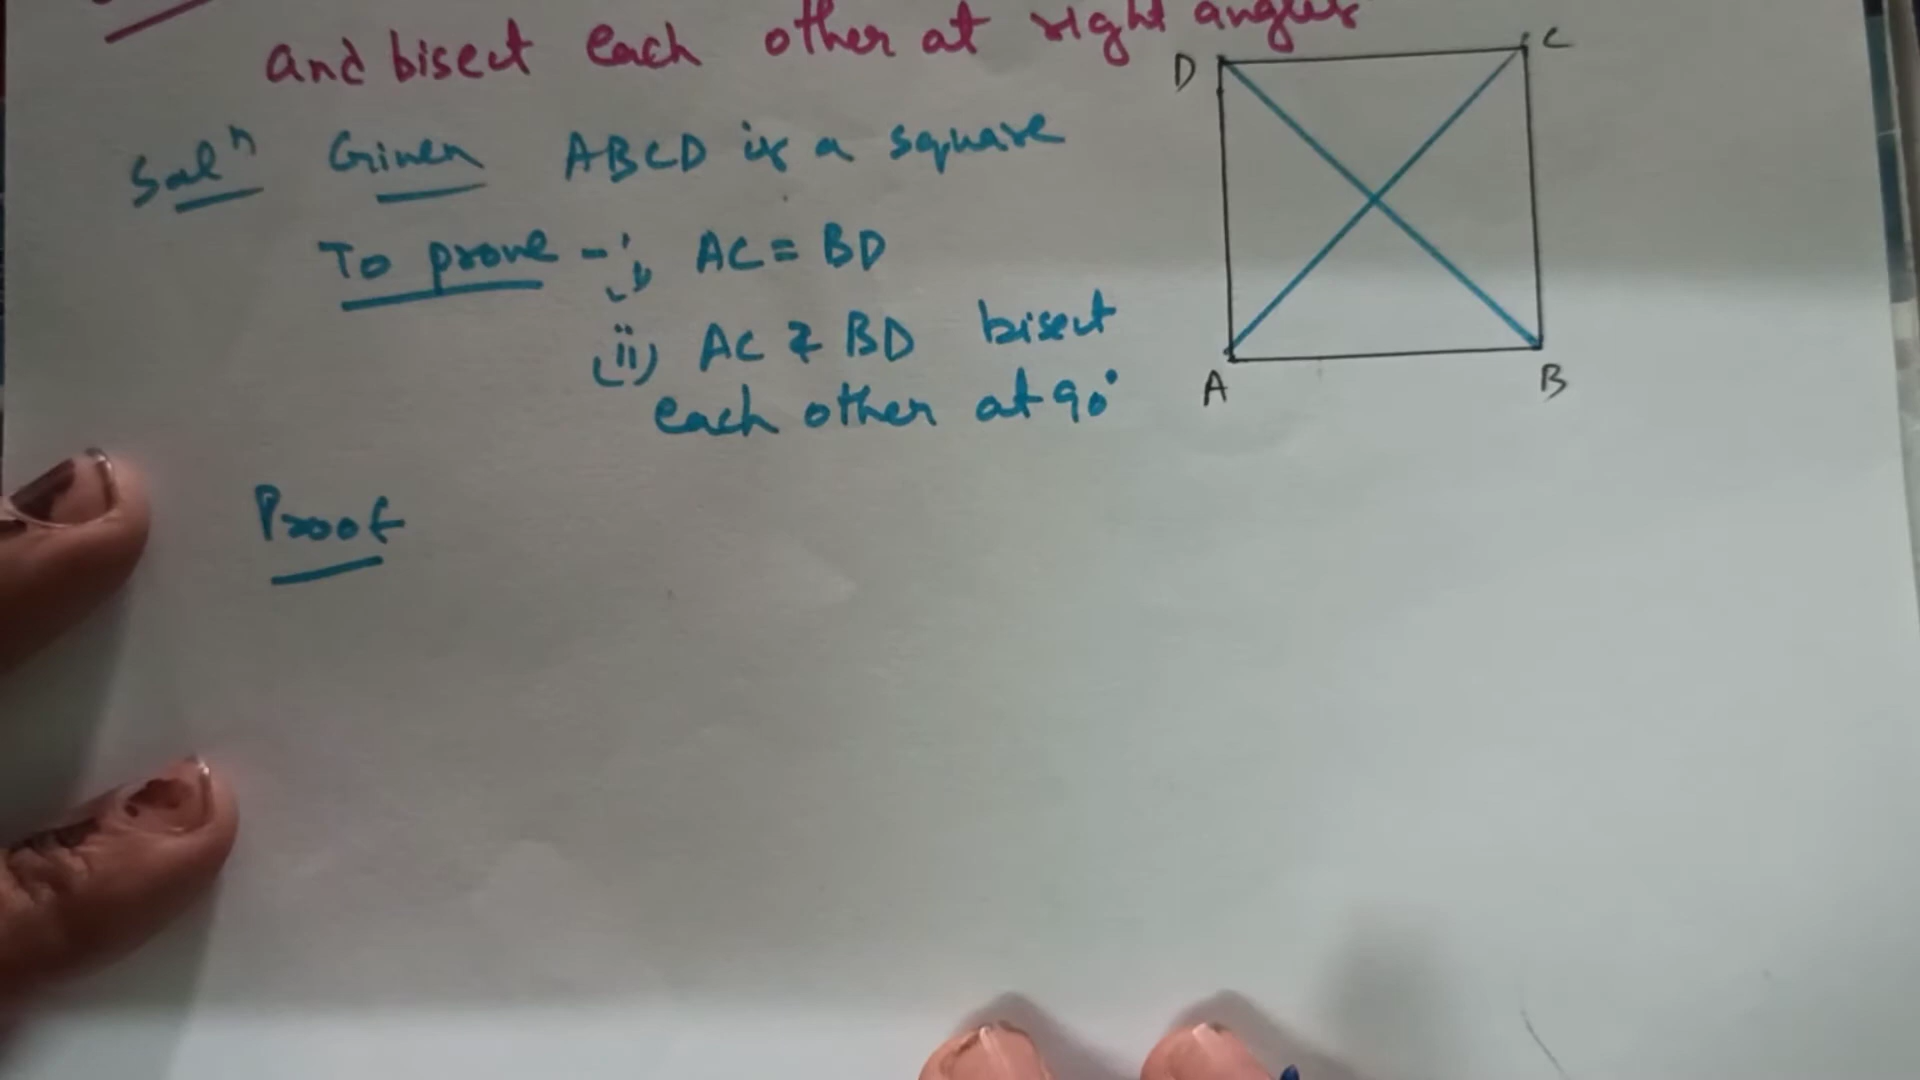 and bisect each other at right angles
Solⁿ Given ABCD is a square
To prove -: i) AC = BD
(ii) AC & BD bisect
each other at 90°
Proof
D
C
A
B